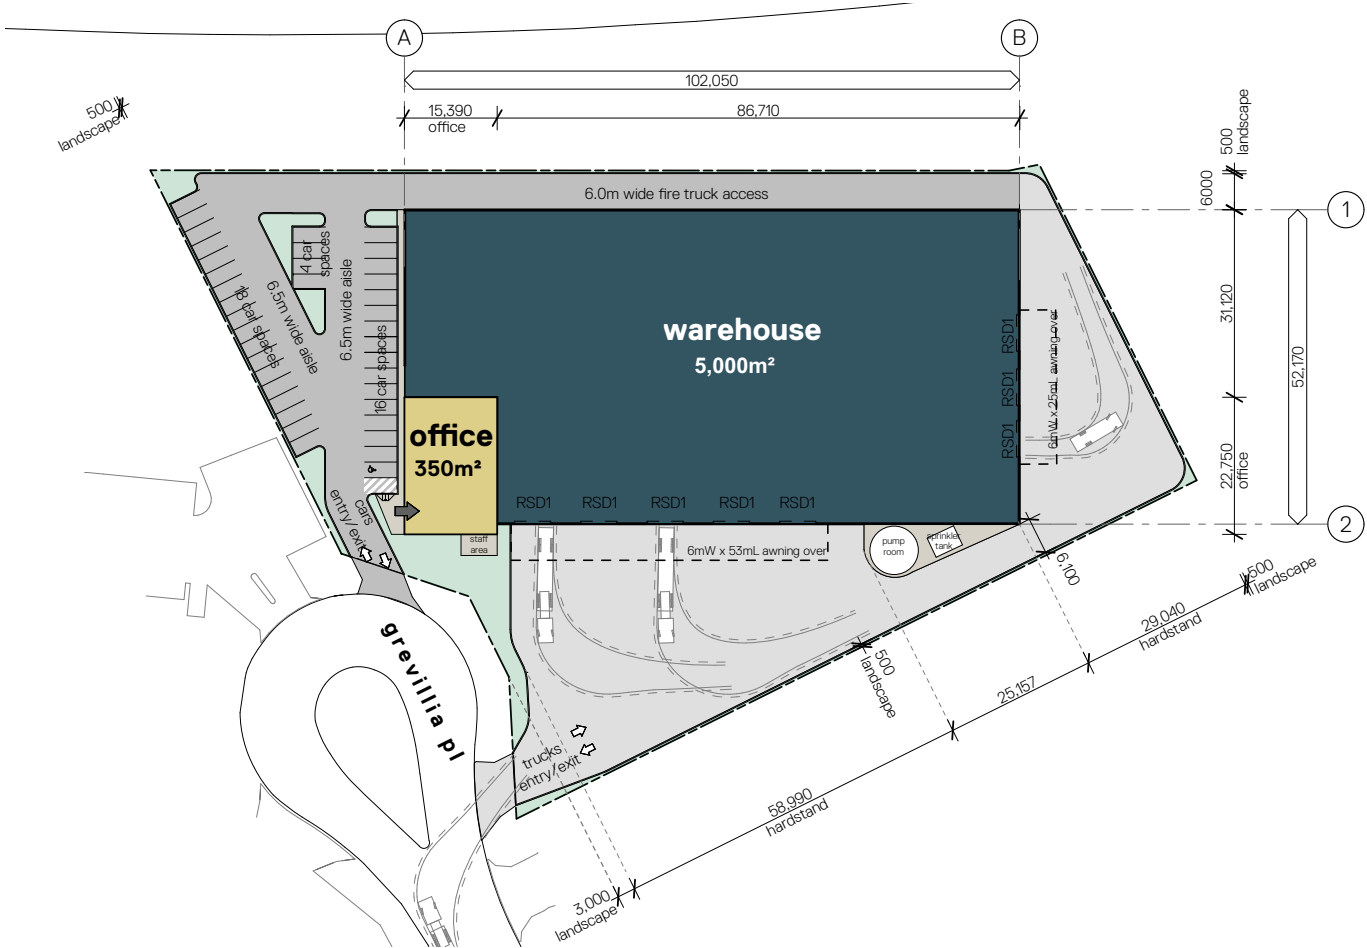 A
B
102,050
15,390
office
86,710
500
landscape
500
landscape
6000
6.0m wide fire truck access
1
4 car
spaces
6.5m wide aisle
6.5m wide aisle
18 car spaces
16 car spaces
warehouse
5,000m²
RSD1
RSD1
RSD1
6mW x 25mL awning over
31,120
52,170
office
350m²
22,750
office
cars
entry/exit
RSD1
RSD1
RSD1
RSD1
RSD1
2
staff
area
6mW x 53mL awning over
pump
room
sprinkler
tank
6,100
500
landscape
29,040
hardstand
grevillia pl
500
landscape
25,157
trucks
entry/exit
58,990
hardstand
3,000
landscape